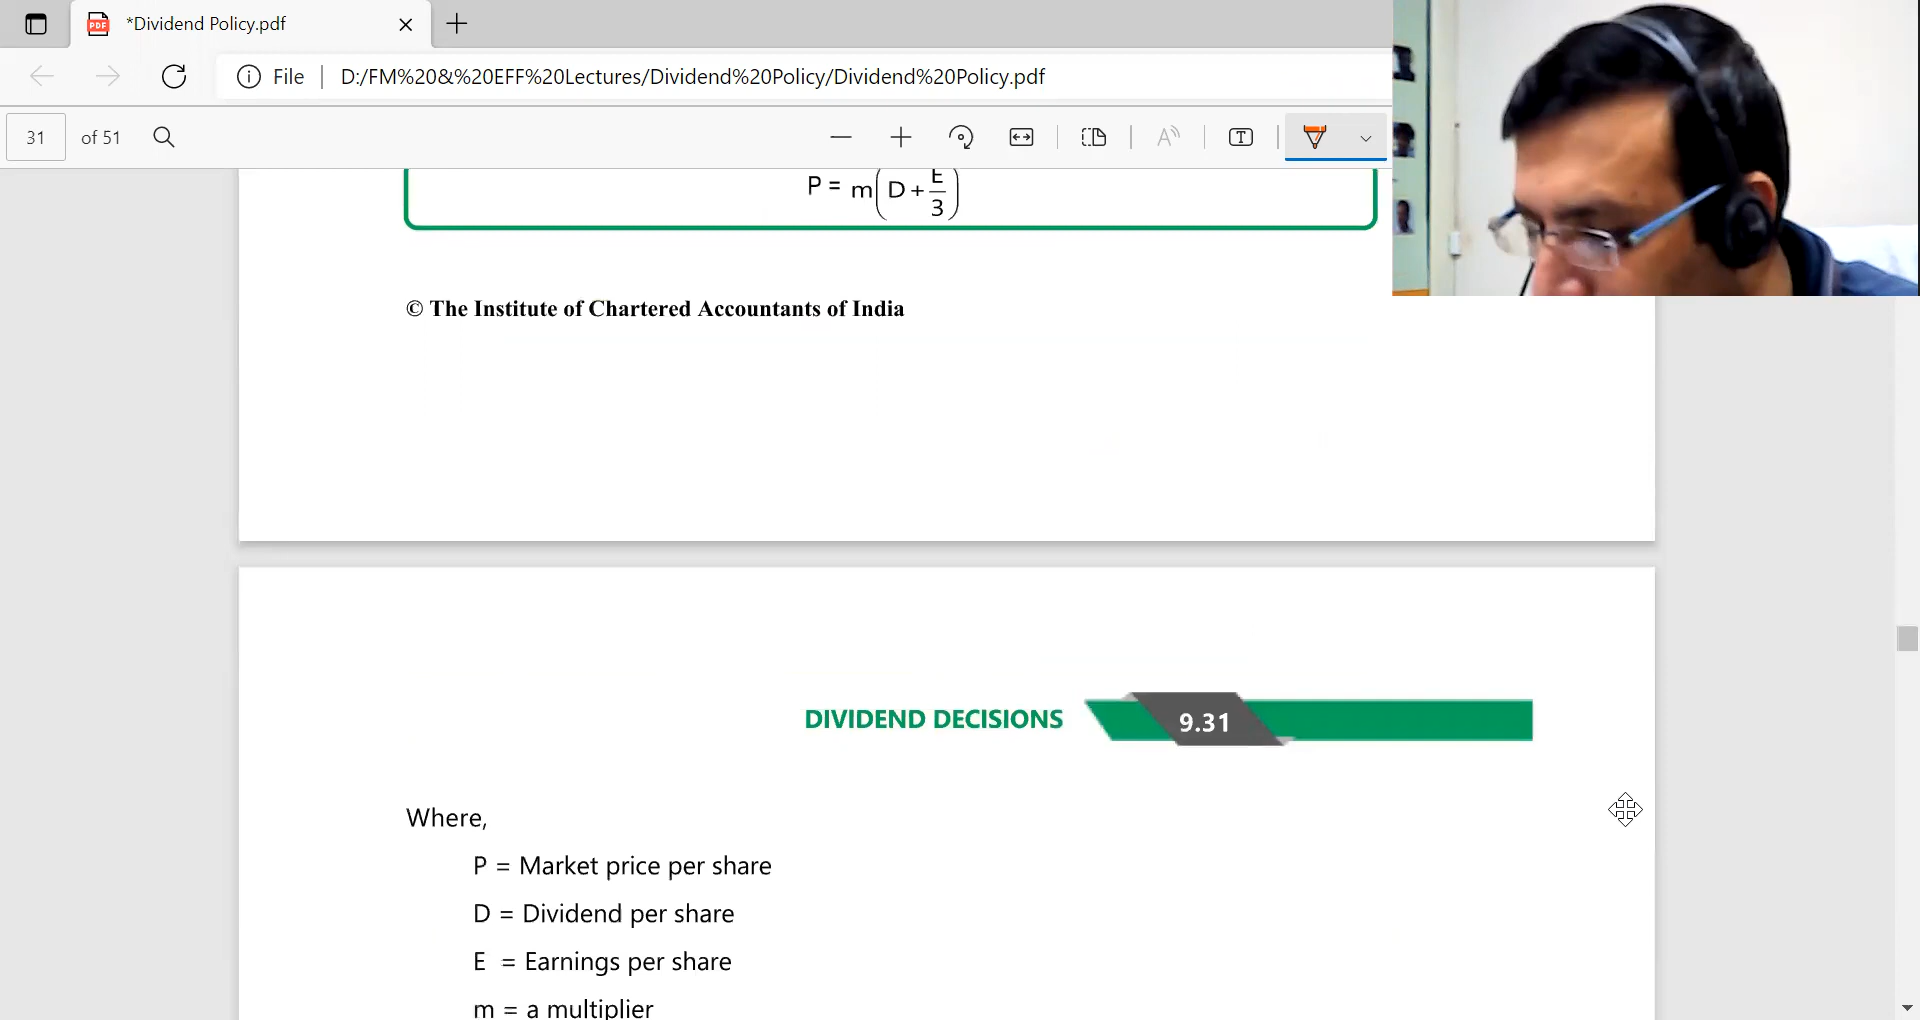 *Dividend Policy.pdf
File | D:/FM%20&%20EFF%20Lectures/Dividend%20Policy/Dividend%20Policy.pdf
31 of 51
P = m(D + E/3)
© The Institute of Chartered Accountants of India
DIVIDEND DECISIONS 9.31
Where,
P = Market price per share
D = Dividend per share
E = Earnings per share
m = a multiplier